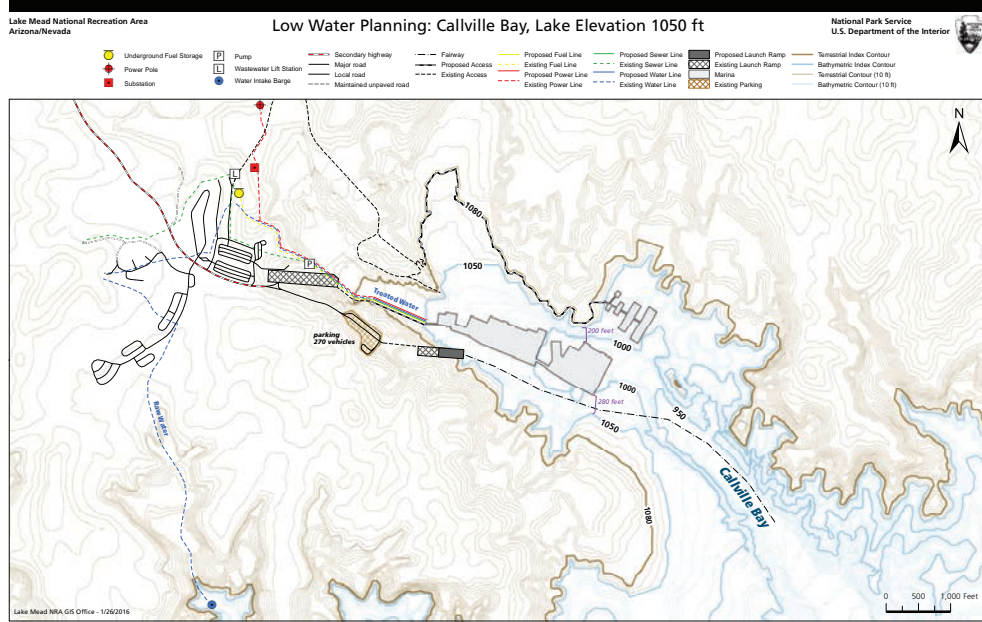 Lake Mead National Recreation Area
Arizona/Nevada
Low Water Planning: Callville Bay, Lake Elevation 1050 ft
National Park Service
U.S. Department of the Interior
Underground Fuel Storage
Power Pole
Substation
P Pump
L Wastewater Lift Station
Water Intake Barge
Secondary highway
Major road
Local road
Maintained unpaved road
Fairway
Proposed Access
Existing Access
Proposed Fuel Line
Existing Fuel Line
Proposed Power Line
Existing Power Line
Proposed Sewer Line
Existing Sewer Line
Proposed Water Line
Existing Water Line
Proposed Launch Ramp
Existing Launch Ramp
Marina
Existing Parking
Terrestrial Index Contour
Bathymetric Index Contour
Terrestrial Contour (10 ft)
Bathymetric Contour (10 ft)
N
L
1080
1050
P
Treated Water
200 feet
1000
parking
270 vehicles
1000
280 feet
950
1050
Raw Water
Callville Bay
1080
0 500 1,000 Feet
Lake Mead NRA GIS Office - 1/26/2016